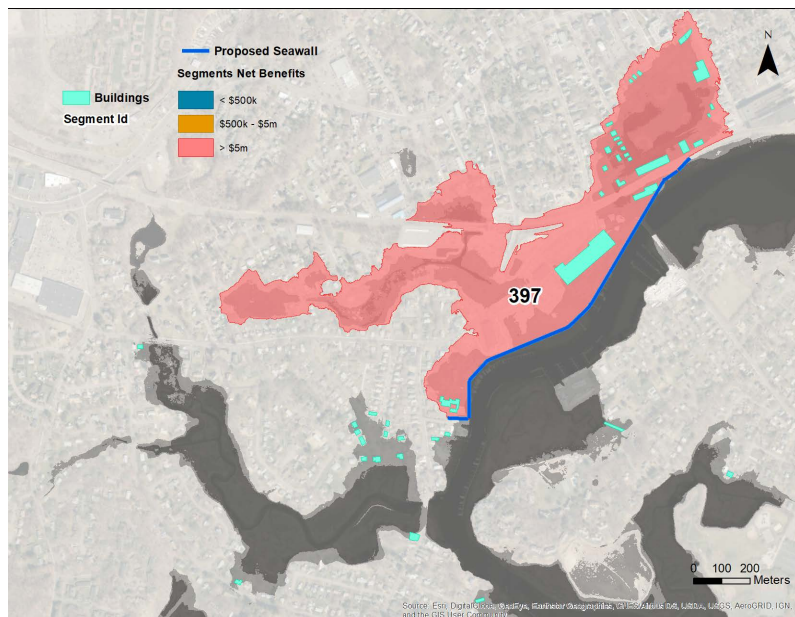 Proposed Seawall
Segments Net Benefits
Buildings
Segment Id
< $500k
$500k - $5m
> $5m
N
397
0 100 200
Meters
Source: Esri, DigitalGlobe, GeoEye, Earthstar Geographics, CNES/Airbus DS, USDA, USGS, AeroGRID, IGN,
and the GIS User Community